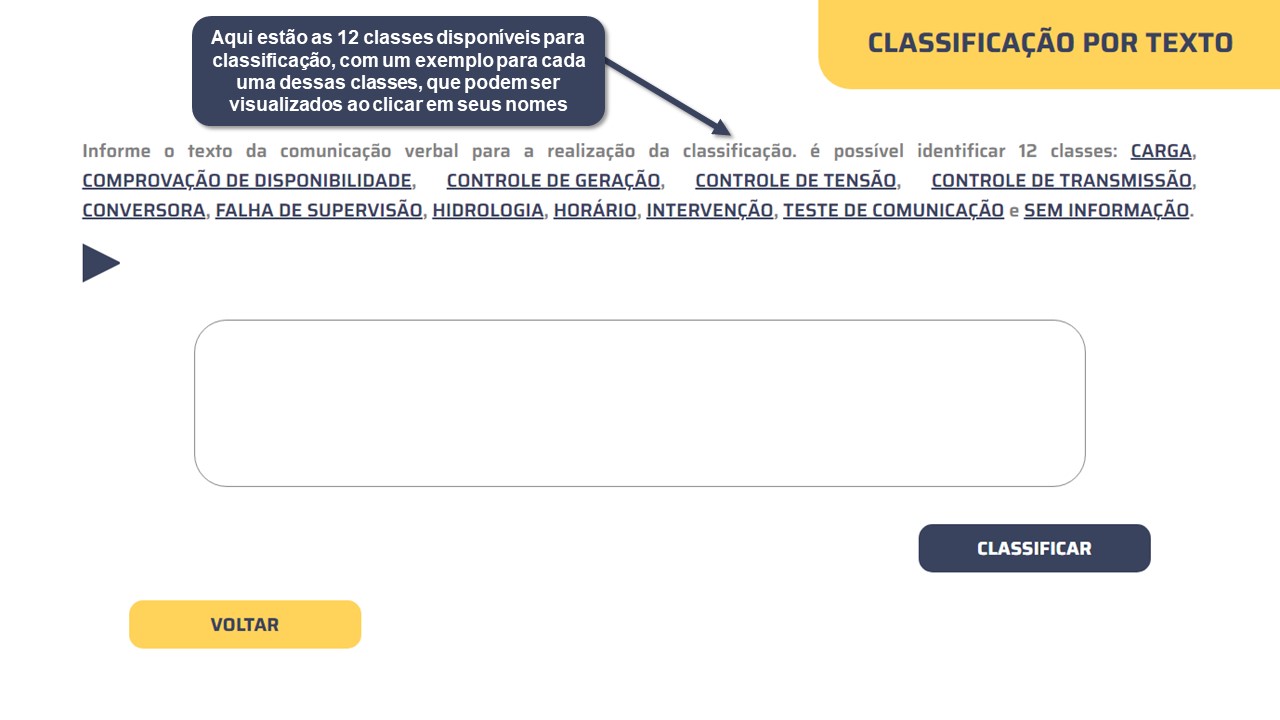 Aqui estão as 12 classes disponíveis para
classificação, com um exemplo para cada
uma dessas classes, que podem ser
visualizados ao clicar em seus nomes
CLASSIFICAÇÃO POR TEXTO
Informe o texto da comunicação verbal para a realização da classificação. é possível identificar 12 classes: CARGA,
COMPROVAÇÃO DE DISPONIBILIDADE, CONTROLE DE GERAÇÃO, CONTROLE DE TENSÃO, CONTROLE DE TRANSMISSÃO,
CONVERSORA, FALHA DE SUPERVISÃO, HIDROLOGIA, HORÁRIO, INTERVENÇÃO, TESTE DE COMUNICAÇÃO e SEM INFORMAÇÃO.
CLASSIFICAR
VOLTAR